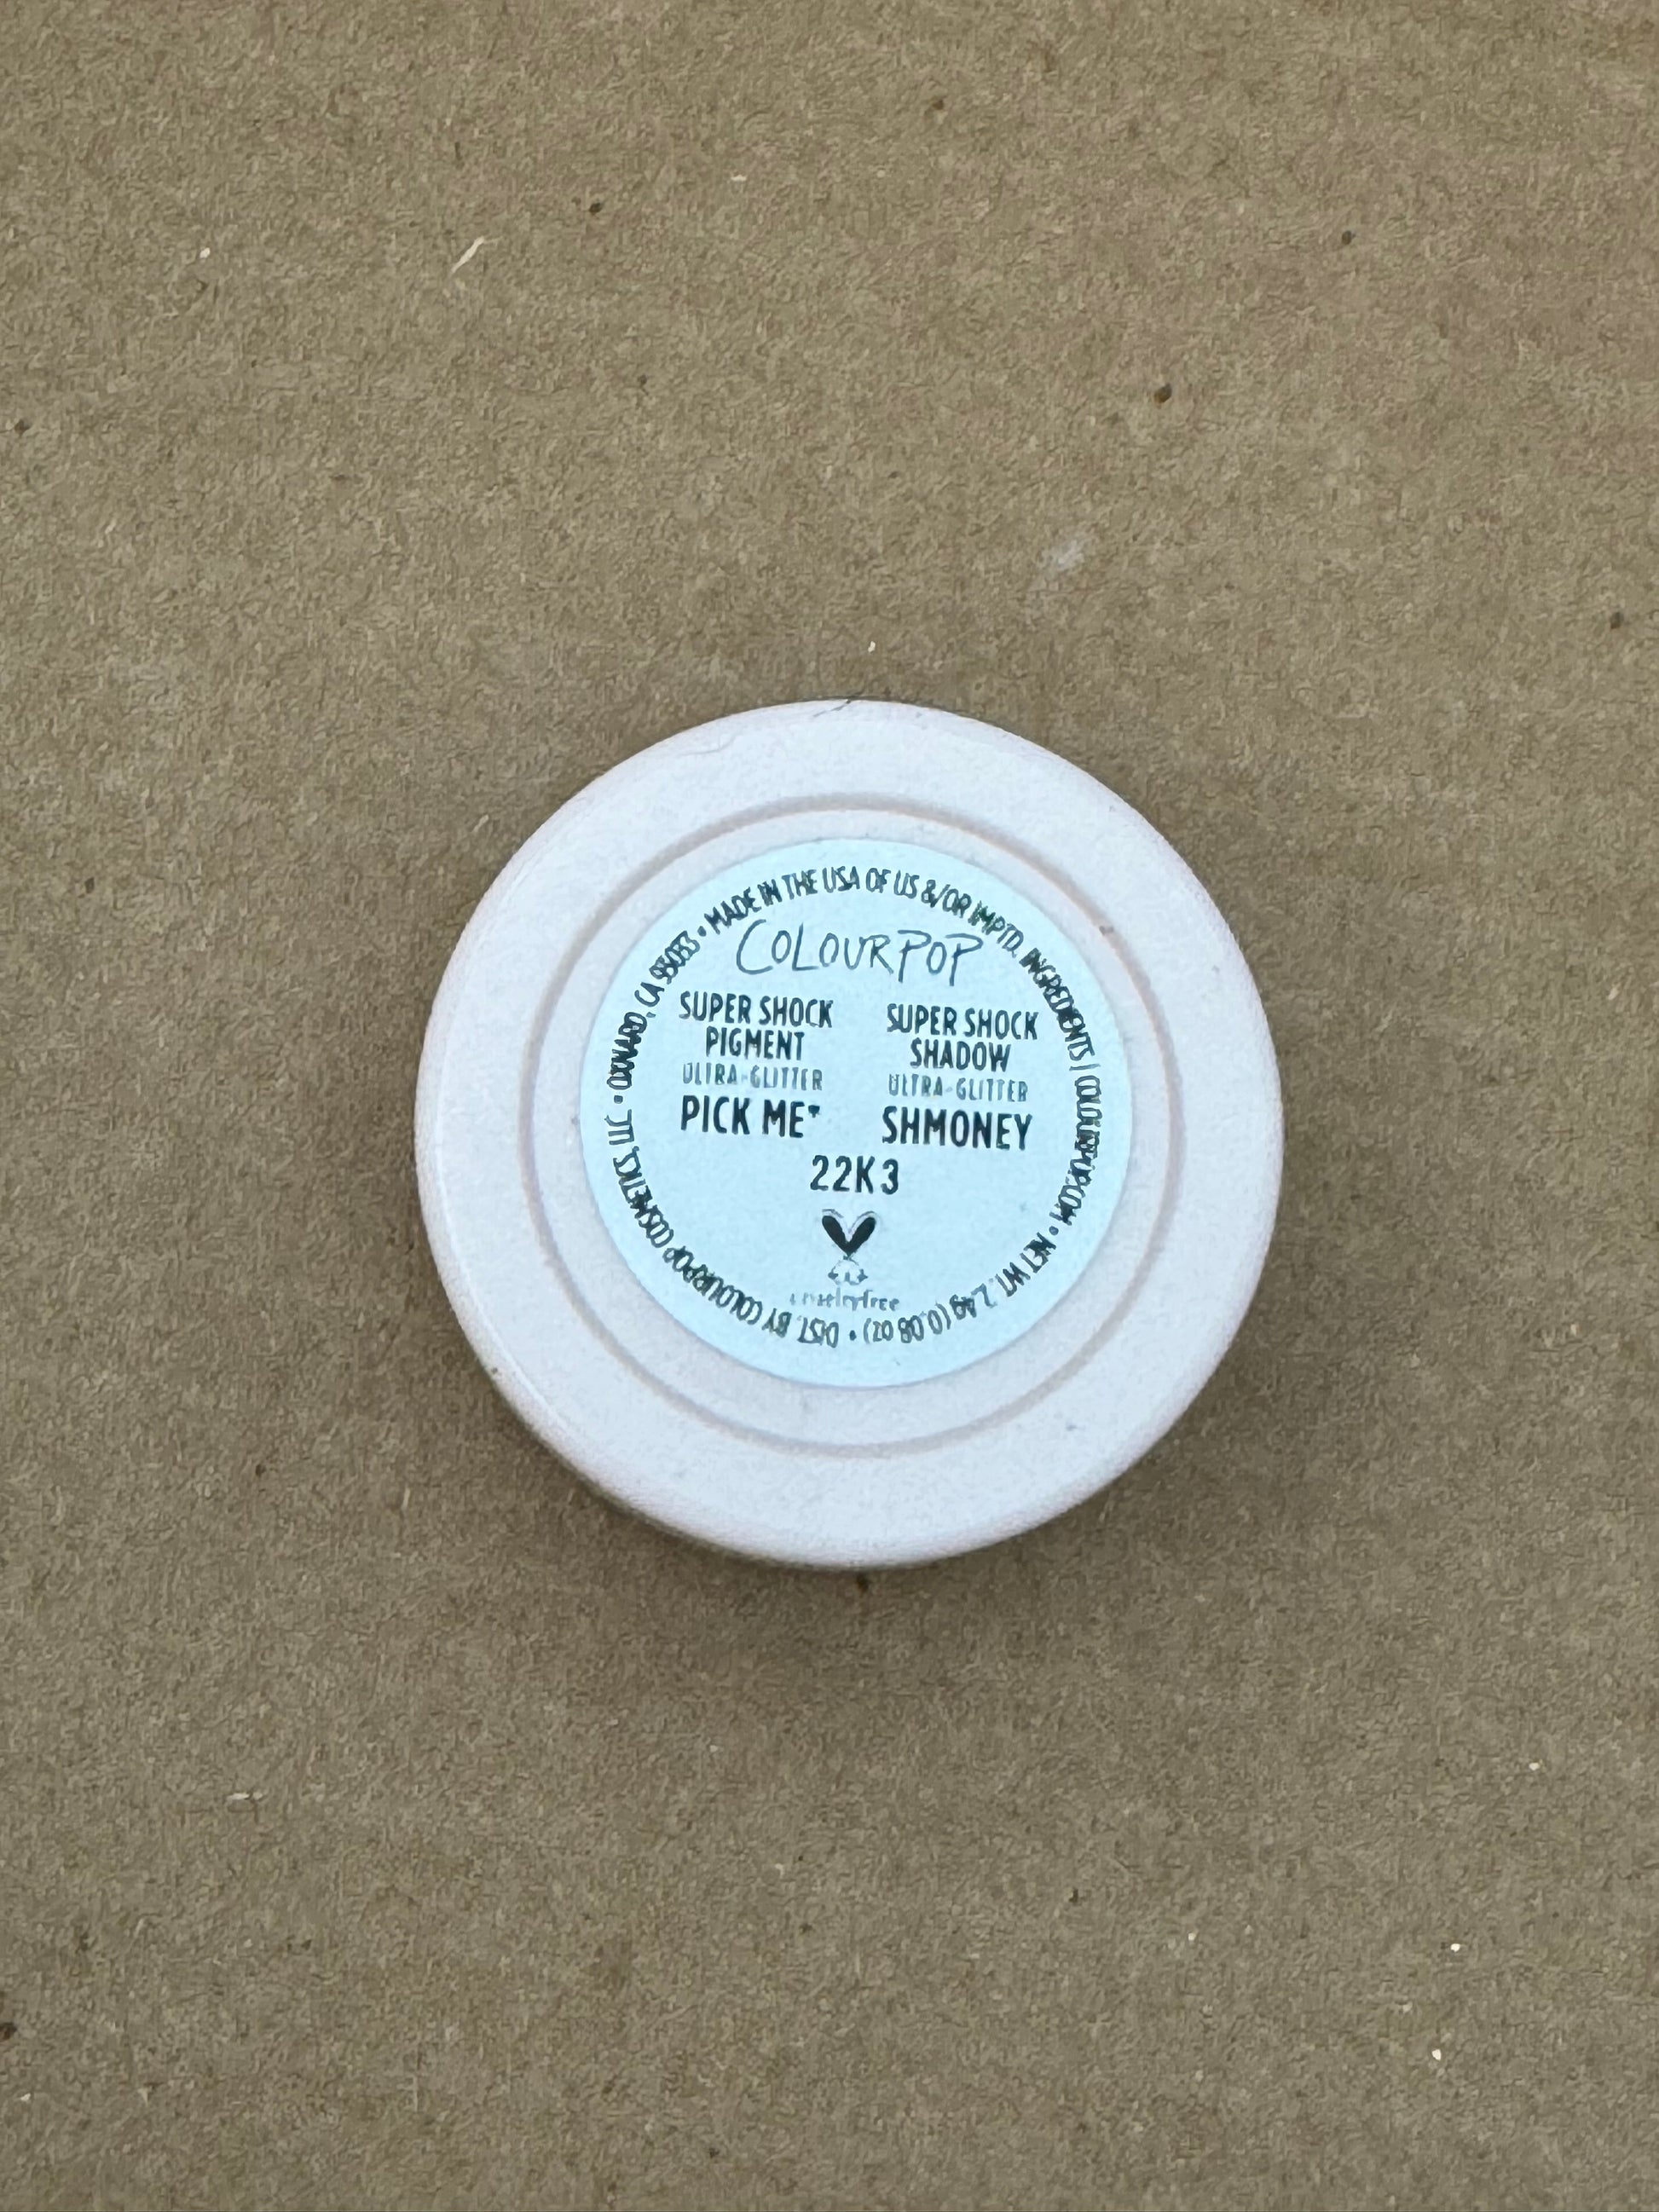 MADE IN THE USA OF US &/OR IMPTD. INGREDIENTS | COLOURPOP.COM • NET WT. 2.4g (0.08 OZ) • DIST. BY COLOURPOP COSMETICS, LLC • OXNARD, CA 93033 •
COLOURPOP
SUPER SHOCK
PIGMENT
ULTRA-GLITTER
PICK ME*
SUPER SHOCK
SHADOW
ULTRA-GLITTER
SHMONEY
22K3
crueltyfree